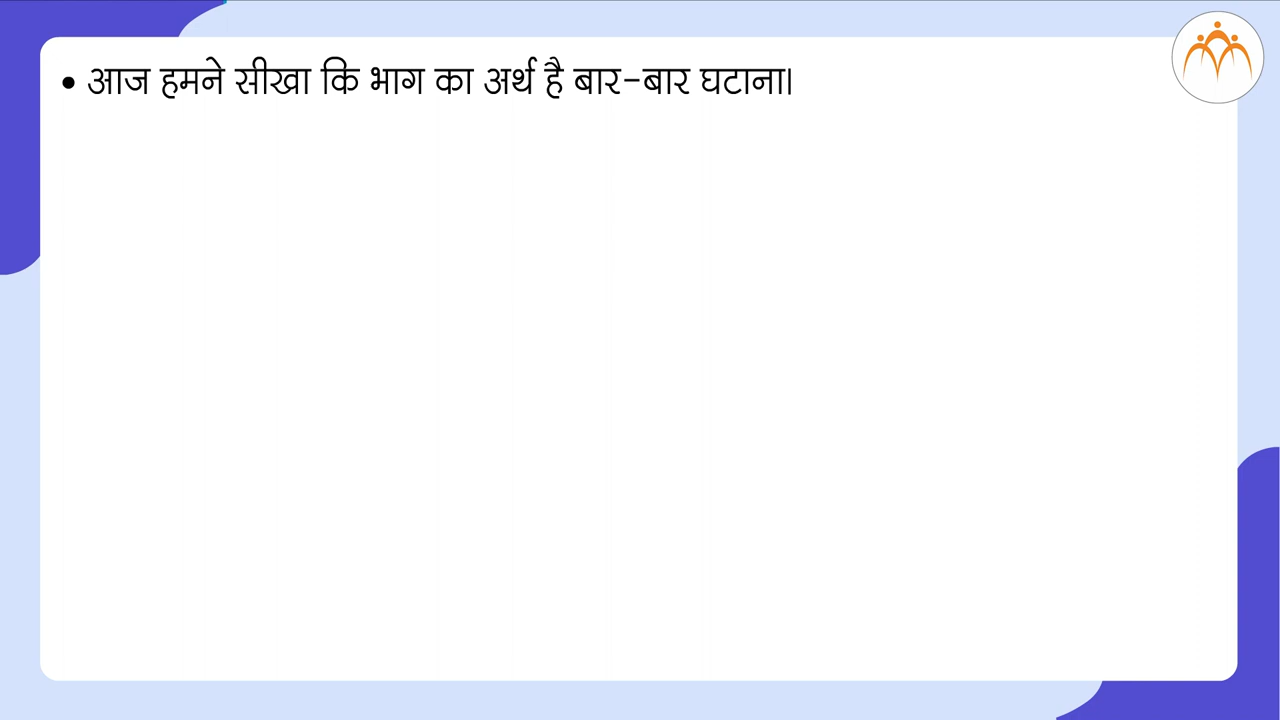 • आज हमने सीखा कि भाग का अर्थ है बार-बार घटाना।